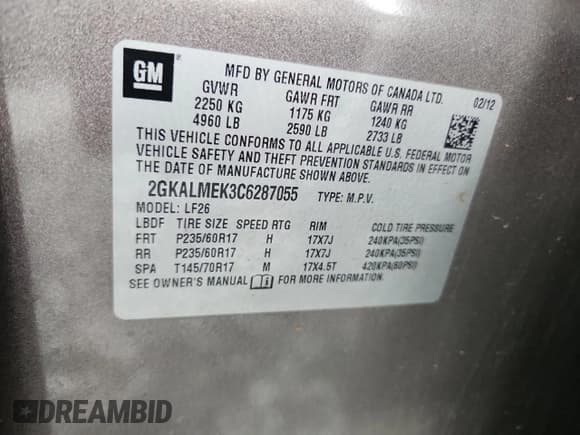 GM
MFD BY GENERAL MOTORS OF CANADA LTD. 02/12
GVWR GAWR FRT GAWR RR
2250 KG 1175 KG 1240 KG
4960 LB 2590 LB 2733 LB
THIS VEHICLE CONFORMS TO ALL APPLICABLE U.S. FEDERAL MOTOR
VEHICLE SAFETY AND THEFT PREVENTION STANDARDS IN EFFECT ON
THE DATE OF MANUFACTURE SHOWN ABOVE.
2GKALMEK3C6287055 TYPE: M.P.V.
MODEL: LF26
LBDF TIRE SIZE SPEED RTG RIM COLD TIRE PRESSURE
FRT P235/60R17 H 17X7J 240KPA(35PSI)
RR P235/60R17 H 17X7J 240KPA(35PSI)
SPA T145/70R17 M 17X4.5T 420KPA(60PSI)
SEE OWNER'S MANUAL FOR MORE INFORMATION.
DREAMBID